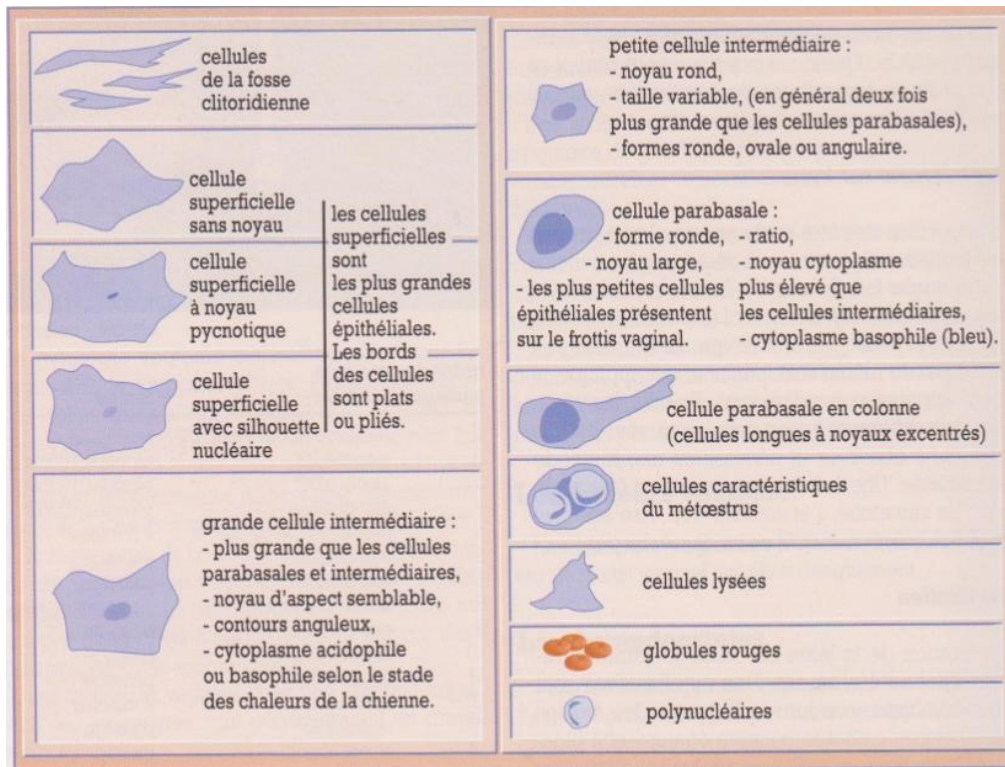 cellules
de la fosse
clitoridienne
cellule
superficielle
sans noyau
cellule
superficielle
à noyau
pycnotique
cellule
superficielle
avec silhouette
nucléaire
les cellules
superficielles
sont
les plus grandes
cellules
épithéliales.
Les bords
des cellules
sont plats
ou pliés.
grande cellule intermédiaire :
- plus grande que les cellules
parabasales et intermédiaires,
- noyau d'aspect semblable,
- contours anguleux,
- cytoplasme acidophile
ou basophile selon le stade
des chaleurs de la chienne.
petite cellule intermédiaire :
- noyau rond,
- taille variable, (en général deux fois
plus grande que les cellules parabasales),
- formes ronde, ovale ou angulaire.
cellule parabasale :
- forme ronde,
- noyau large,
- les plus petites cellules
épithéliales présentent
sur le frottis vaginal.
- ratio,
- noyau cytoplasme
plus élevé que
les cellules intermédiaires,
- cytoplasme basophile (bleu).
cellule parabasale en colonne
(cellules longues à noyaux excentrés)
cellules caractéristiques
du métœstrus
cellules lysées
globules rouges
polynucléaires